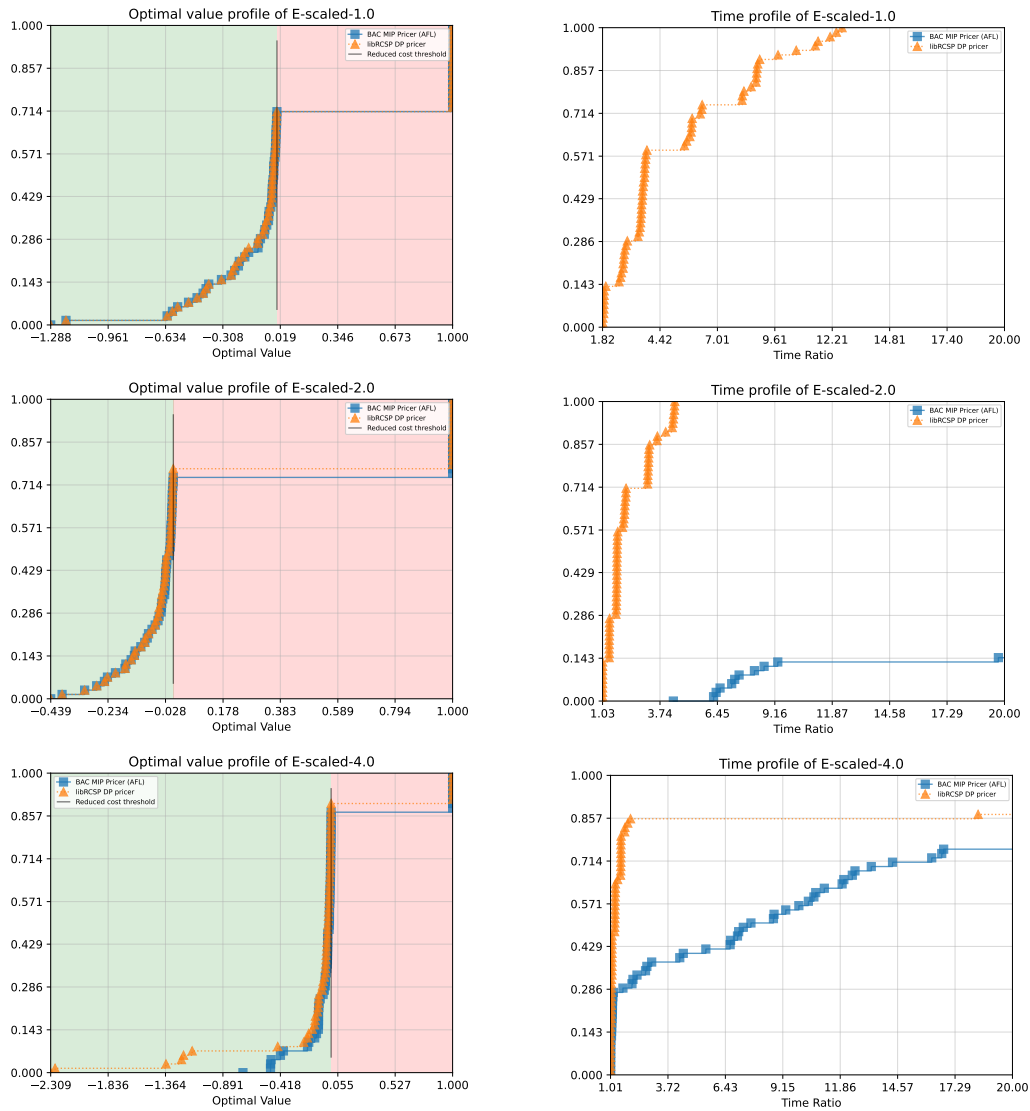 Optimal value profile of E-scaled-1.0
1.000
0.857
0.714
0.571
0.429
0.286
0.143
0.000
BAC MIP Pricer (AFL)
libRCSP DP pricer
Reduced cost threshold
−1.288 −0.961 −0.634 −0.308 0.019 0.346 0.673 1.000
Optimal Value
Time profile of E-scaled-1.0
1.000
0.857
0.714
0.571
0.429
0.286
0.143
0.000
BAC MIP Pricer (AFL)
libRCSP DP pricer
1.82 4.42 7.01 9.61 12.21 14.81 17.40 20.00
Time Ratio
Optimal value profile of E-scaled-2.0
1.000
0.857
0.714
0.571
0.429
0.286
0.143
0.000
BAC MIP Pricer (AFL)
libRCSP DP pricer
Reduced cost threshold
−0.439 −0.234 −0.028 0.178 0.383 0.589 0.794 1.000
Optimal Value
Time profile of E-scaled-2.0
1.000
0.857
0.714
0.571
0.429
0.286
0.143
0.000
BAC MIP Pricer (AFL)
libRCSP DP pricer
1.03 3.74 6.45 9.16 11.87 14.58 17.29 20.00
Time Ratio
Optimal value profile of E-scaled-4.0
1.000
0.857
0.714
0.571
0.429
0.286
0.143
0.000
BAC MIP Pricer (AFL)
libRCSP DP pricer
Reduced cost threshold
−2.309 −1.836 −1.364 −0.891 −0.418 0.055 0.527 1.000
Optimal Value
Time profile of E-scaled-4.0
1.000
0.857
0.714
0.571
0.429
0.286
0.143
0.000
BAC MIP Pricer (AFL)
libRCSP DP pricer
1.01 3.72 6.43 9.15 11.86 14.57 17.29 20.00
Time Ratio